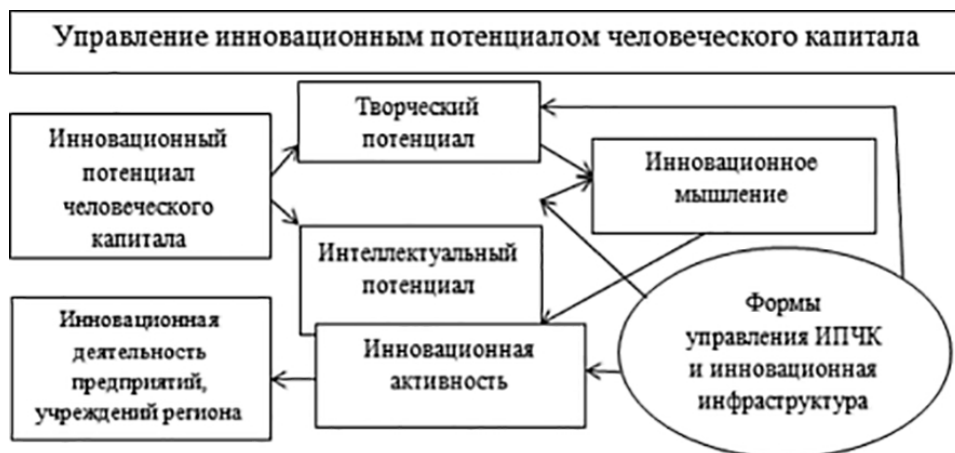 Управление инновационным потенциалом человеческого капитала
Творческий
потенциал
Инновационный
потенциал
человеческого
капитала
Инновационное
мышление
Интеллектуальный
потенциал
Инновационная
деятельность
предприятий,
учреждений региона
Инновационная
активность
Формы
управления ИПЧК
и инновационная
инфраструктура